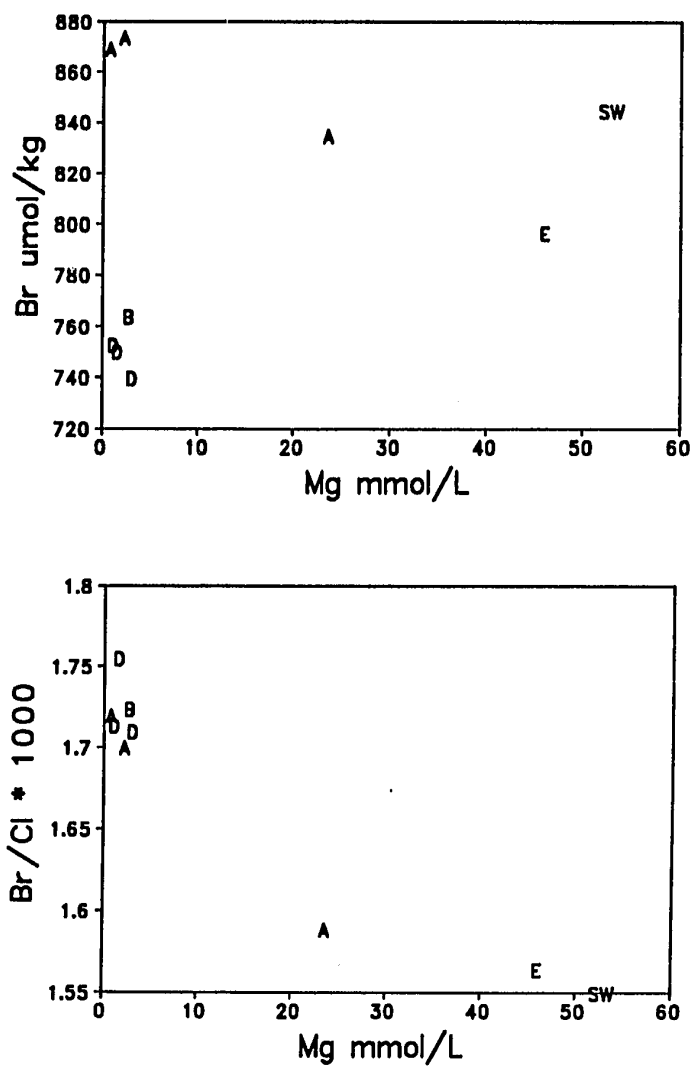 880
A
A
860
SW
840
A
820
800
E
780
B
760
D
D
740
D
720
0 10 20 30 40 50 60
Br umol/kg
Mg mmol/L
1.8
1.75
D
B
A
D
D
1.7
A
1.65
1.6
A
E
1.55
SW
0 10 20 30 40 50 60
Br/Cl * 1000
Mg mmol/L